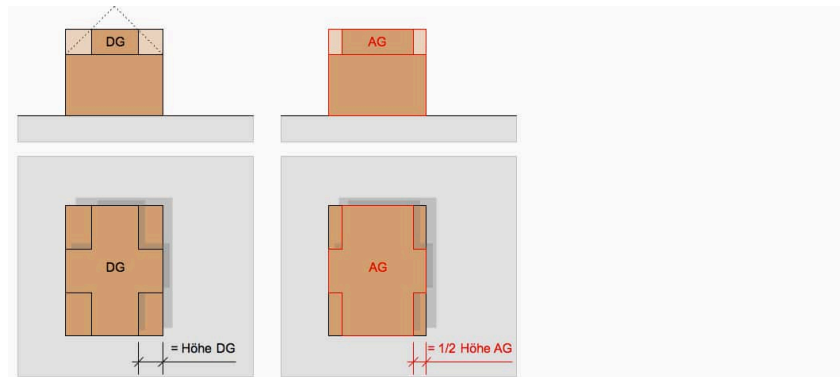 DG
AG
DG
AG
= Höhe DG
= 1/2 Höhe AG